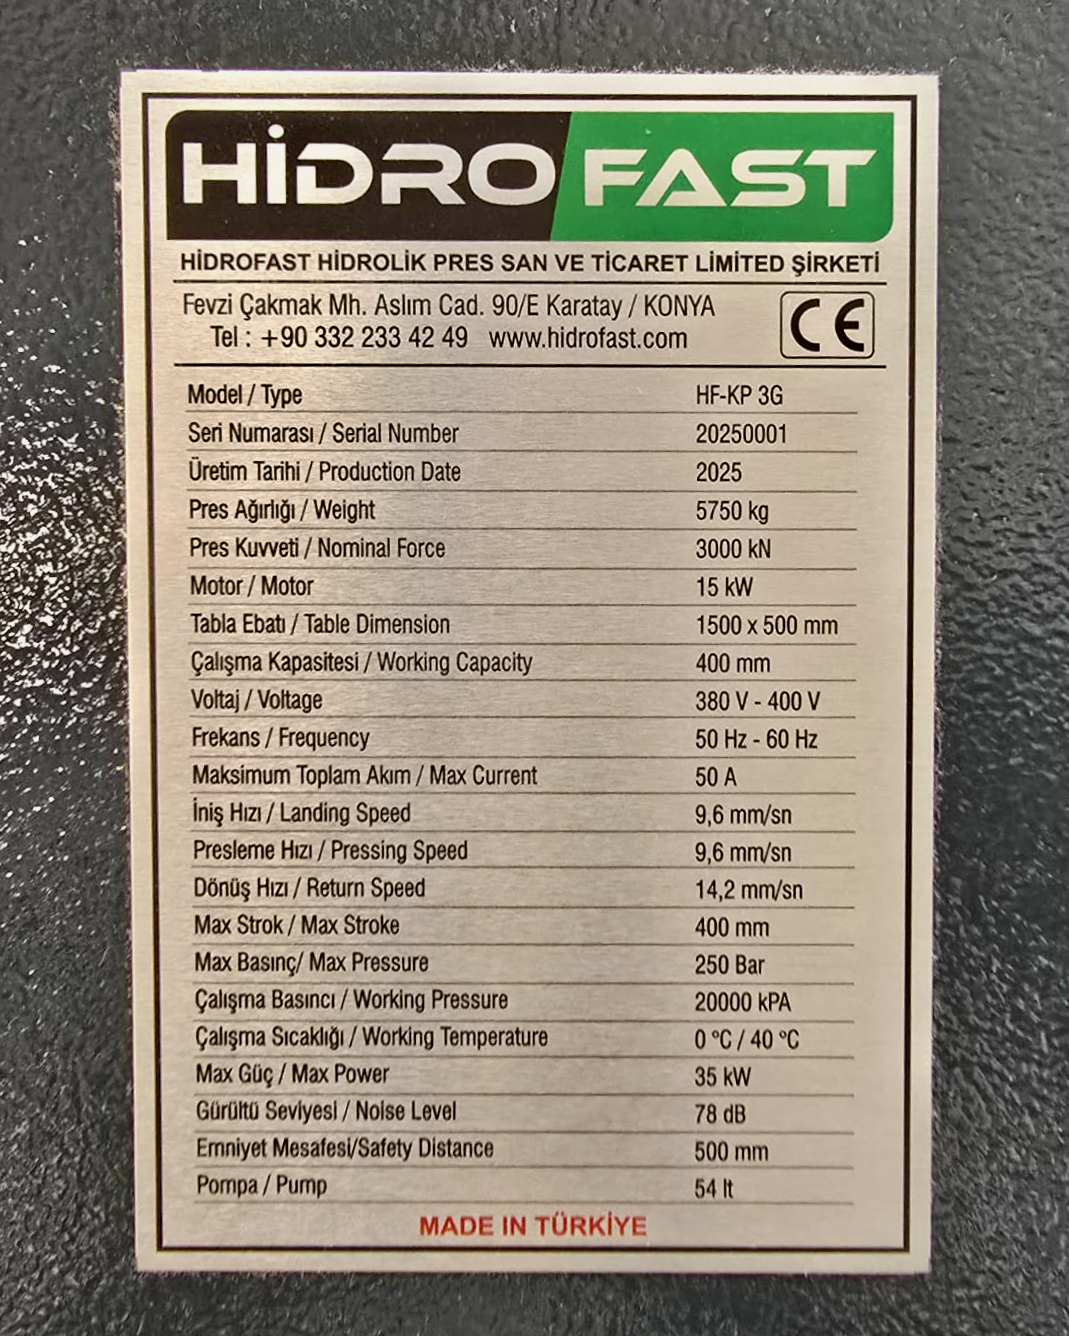 HİDROFAST
HİDROFAST HİDROLİK PRES SAN VE TİCARET LİMİTED ŞİRKETİ
Fevzi Çakmak Mh. Aslım Cad. 90/E Karatay / KONYA
Tel : +90 332 233 42 49 www.hidrofast.com
CE
Model / Type HF-KP 3G
Seri Numarası / Serial Number 20250001
Üretim Tarihi / Production Date 2025
Pres Ağırlığı / Weight 5750 kg
Pres Kuvveti / Nominal Force 3000 kN
Motor / Motor 15 kW
Tabla Ebatı / Table Dimension 1500 x 500 mm
Çalışma Kapasitesi / Working Capacity 400 mm
Voltaj / Voltage 380 V - 400 V
Frekans / Frequency 50 Hz - 60 Hz
Maksimum Toplam Akım / Max Current 50 A
İniş Hızı / Landing Speed 9,6 mm/sn
Presleme Hızı / Pressing Speed 9,6 mm/sn
Dönüş Hızı / Return Speed 14,2 mm/sn
Max Strok / Max Stroke 400 mm
Max Basınç/ Max Pressure 250 Bar
Çalışma Basıncı / Working Pressure 20000 kPA
Çalışma Sıcaklığı / Working Temperature 0 °C / 40 °C
Max Güç / Max Power 35 kW
Gürültü Seviyesi / Noise Level 78 dB
Emniyet Mesafesi/Safety Distance 500 mm
Pompa / Pump 54 lt
MADE IN TÜRKİYE